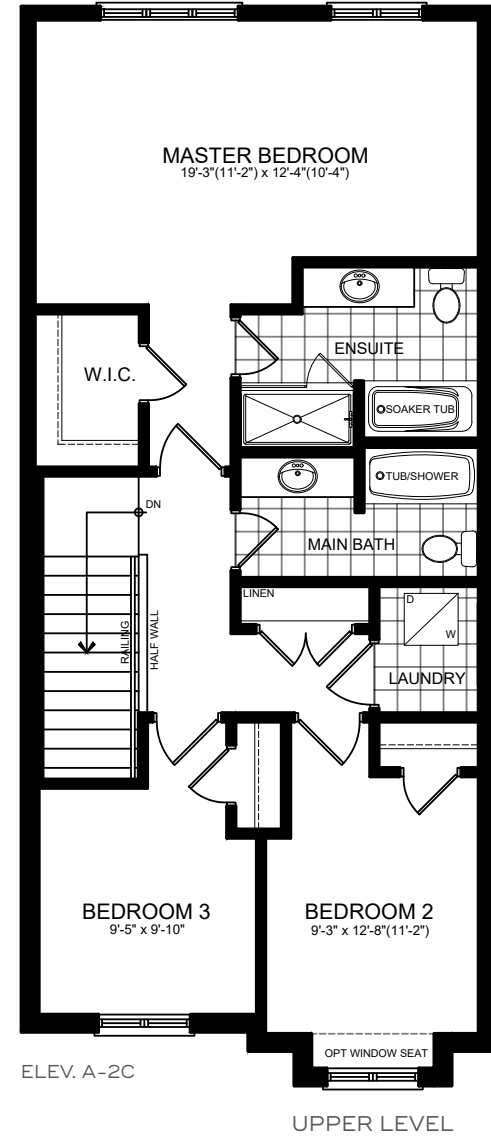 MASTER BEDROOM
19'-3"(11'-2") x 12'-4"(10'-4")
W.I.C.
ENSUITE
SOAKER TUB
DN
TUB/SHOWER
MAIN BATH
RAILING
HALF WALL
LINEN
D
W
LAUNDRY
BEDROOM 3
9'-5" x 9'-10"
BEDROOM 2
9'-3" x 12'-8"(11'-2")
OPT WINDOW SEAT
ELEV. A-2C
UPPER LEVEL